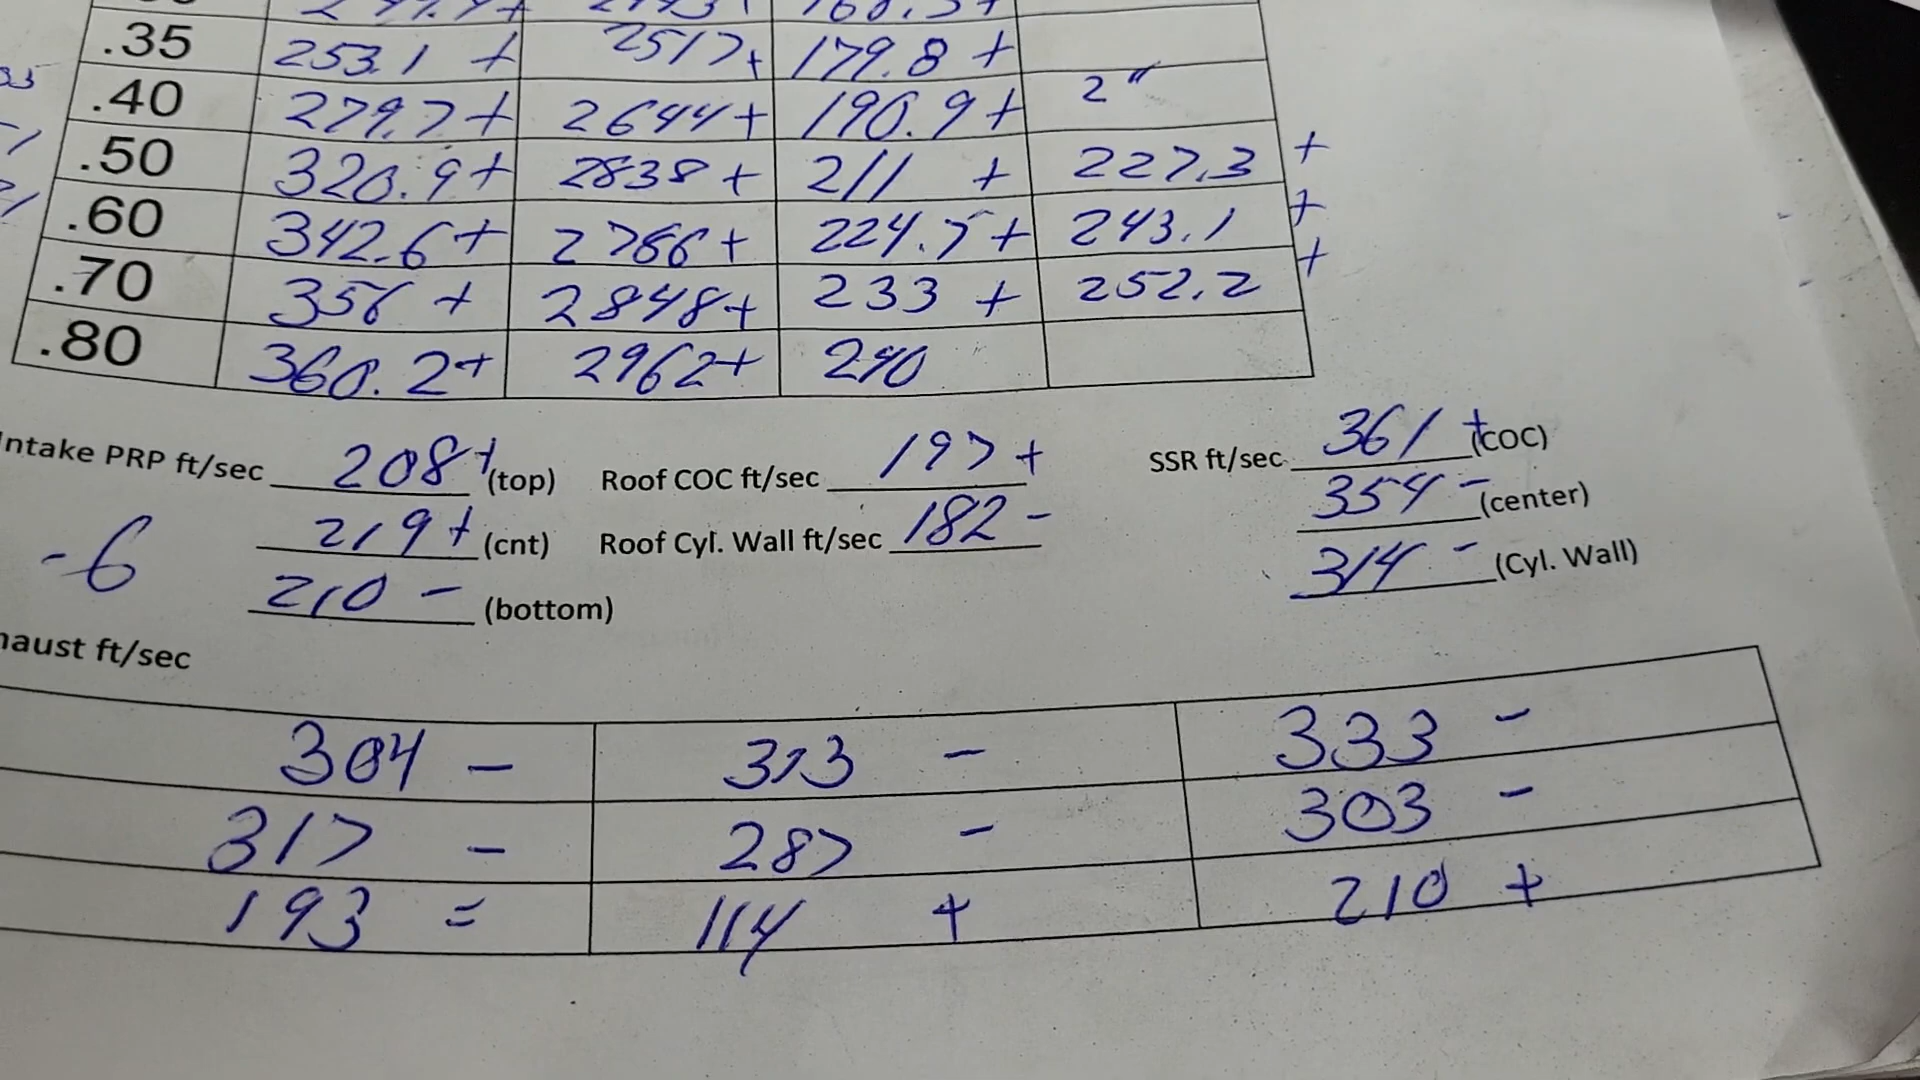 .35 253.1 + 2517+ 179.8 +
.40 279.7+ 2644+ 190.9+ 2"
.50 320.9+ 2838+ 211 + 227.3 +
.60 342.6+ 2786+ 224.5+ 243.1 +
.70 356 + 2848+ 233 + 252.2 +
.80 360.2+ 2962+ 240
Intake PRP ft/sec 208+ (top) Roof COC ft/sec 197+ SSR ft/sec 361+ (COC)
354- (center)
-6 219+ (cnt) Roof Cyl. Wall ft/sec 182-
314- (Cyl. Wall)
210- (bottom)
haust ft/sec
304 - 313 - 333 -
317 - 287 - 303 -
193 = 114 + 210 +